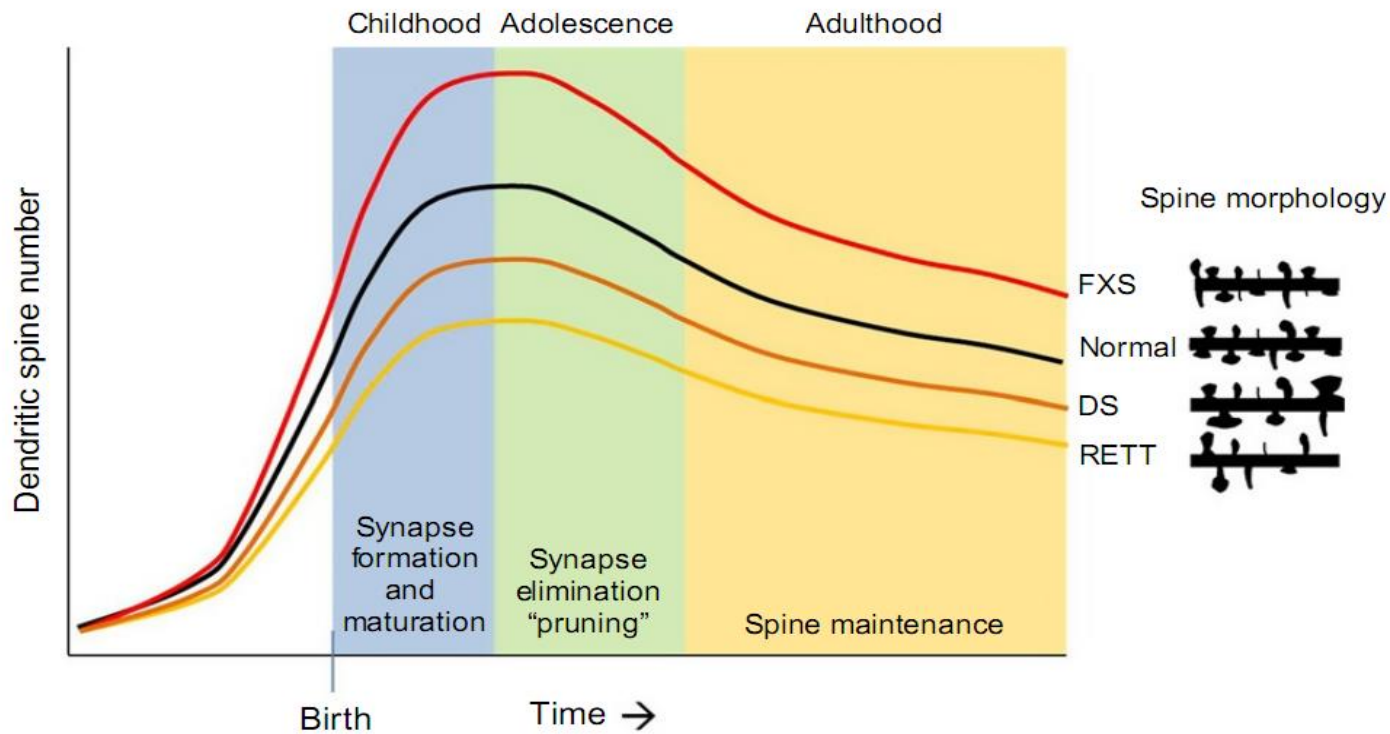 Childhood
Adolescence
Adulthood
Dendritic spine number
Spine morphology
FXS
Normal
DS
RETT
Synapse
formation
and
maturation
Synapse
elimination
“pruning”
Spine maintenance
Birth
Time →